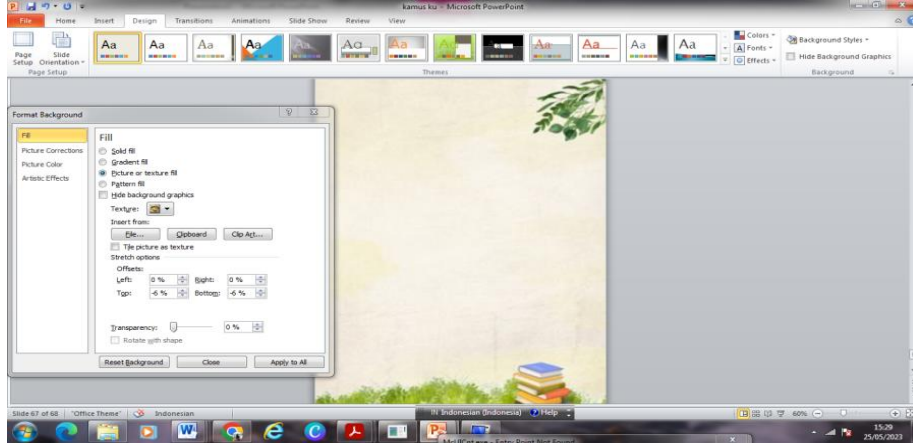 kamus ku - Microsoft PowerPoint
File Home Insert Design Transitions Animations Slide Show Review View
Page Setup Slide Orientation
Page Setup
Aa Aa Aa Aa Aa Aa Aa Aa Aa Aa
Themes
Colors
Fonts
Effects
Background Styles
Hide Background Graphics
Background
Format Background
Fill
Picture Corrections
Picture Color
Artistic Effects
Fill
Solid fill
Gradient fill
Picture or texture fill
Pattern fill
Hide background graphics
Texture:
Insert from:
File... Clipboard Clip Art...
Tile picture as texture
Stretch options
Offsets:
Left: 0 % Right: 0 %
Top: -6 % Bottom: -6 %
Transparency: 0 %
Rotate with shape
Reset Background Close Apply to All
Slide 67 of 68 "Office Theme" Indonesian
IN Indonesian (Indonesia) Help
60%
15:29
25/05/2023